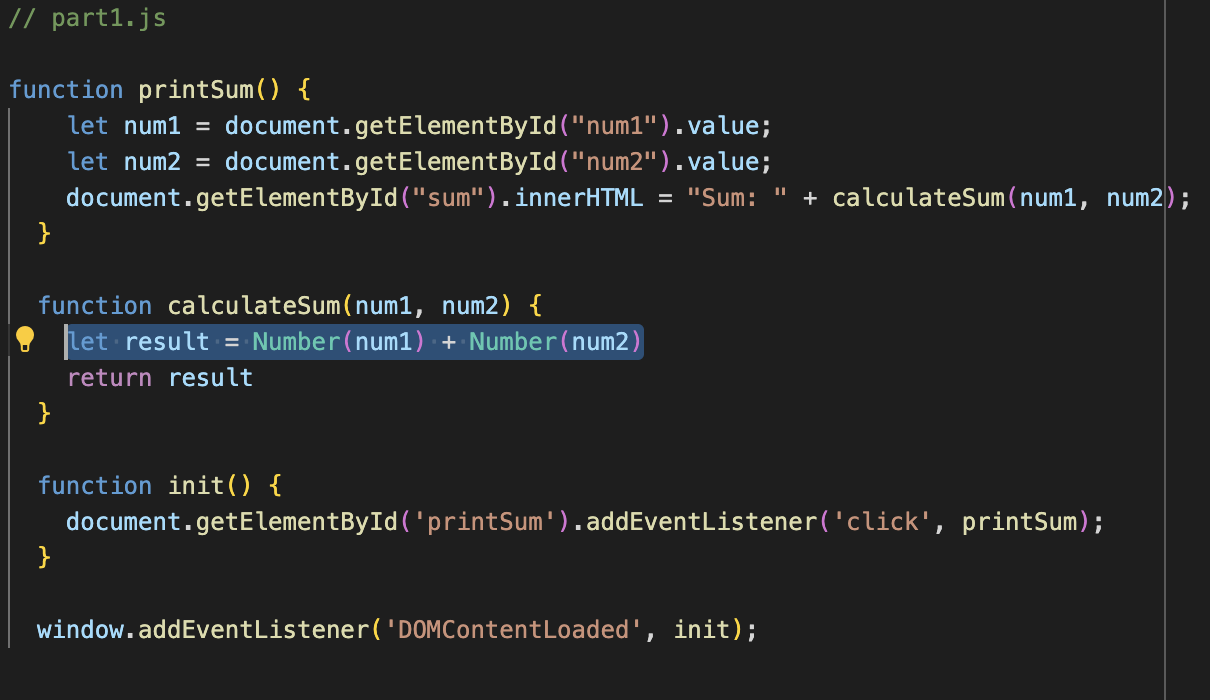 // part1.js
function printSum() {
let num1 = document.getElementById("num1").value;
let num2 = document.getElementById("num2").value;
document.getElementById("sum").innerHTML = "Sum: " + calculateSum(num1, num2);
}
function calculateSum(num1, num2) {
let result = Number(num1) + Number(num2)
return result
}
function init() {
document.getElementById('printSum').addEventListener('click', printSum);
}
window.addEventListener('DOMContentLoaded', init);